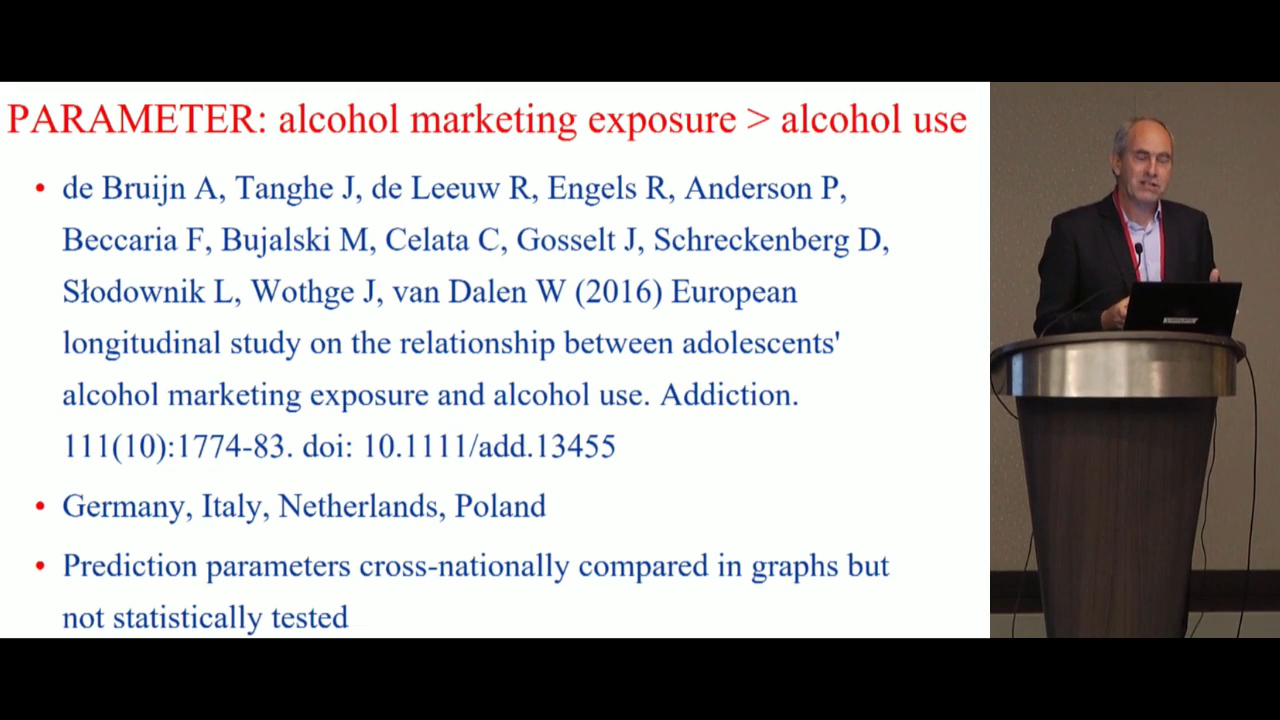 PARAMETER: alcohol marketing exposure > alcohol use
• de Bruijn A, Tanghe J, de Leeuw R, Engels R, Anderson P,
Beccaria F, Bujalski M, Celata C, Gosselt J, Schreckenberg D,
Słodownik L, Wothge J, van Dalen W (2016) European
longitudinal study on the relationship between adolescents'
alcohol marketing exposure and alcohol use. Addiction.
111(10):1774-83. doi: 10.1111/add.13455
• Germany, Italy, Netherlands, Poland
• Prediction parameters cross-nationally compared in graphs but
not statistically tested